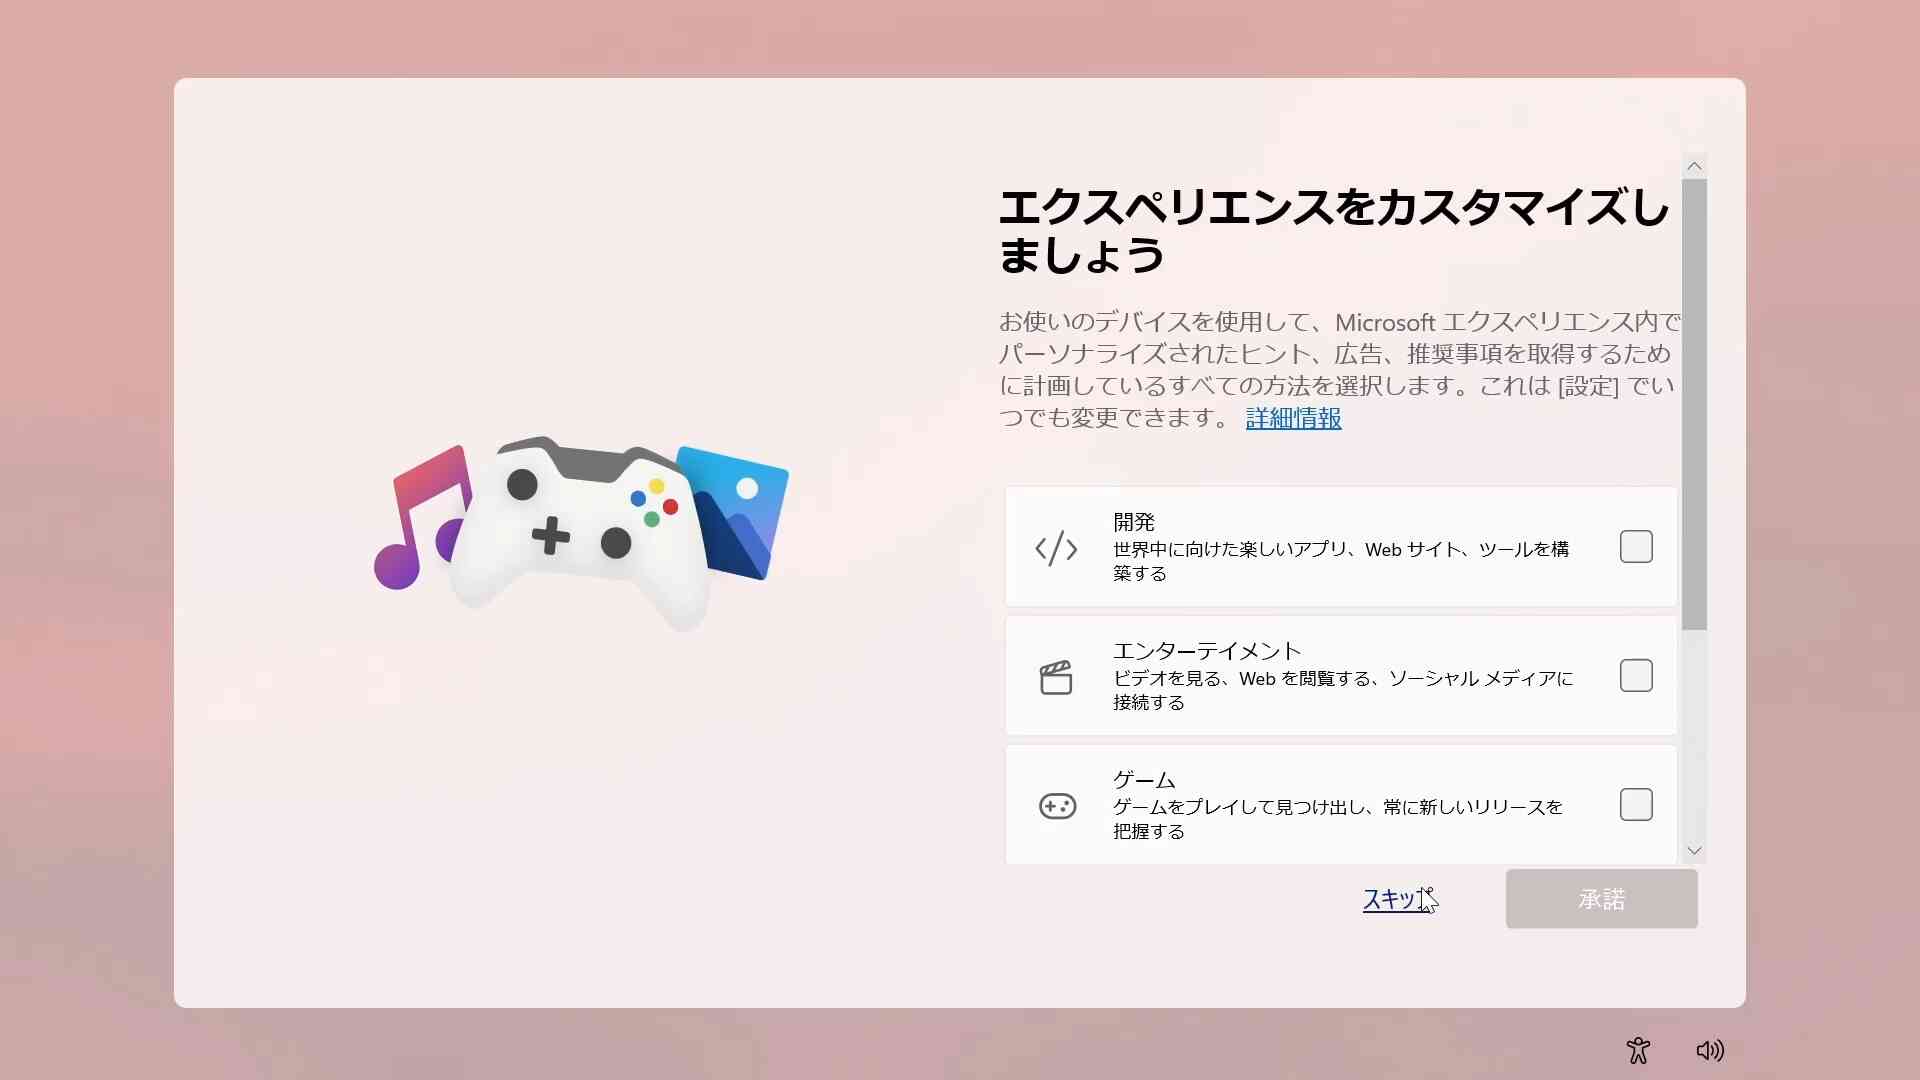 エクスペリエンスをカスタマイズし
ましょう
お使いのデバイスを使用して、Microsoft エクスペリエンス内で
パーソナライズされたヒント、広告、推奨事項を取得するため
に計画しているすべての方法を選択します。これは [設定] でい
つでも変更できます。 詳細情報
開発
世界中に向けた楽しいアプリ、Web サイト、ツールを構
築する
エンターテイメント
ビデオを見る、Web を閲覧する、ソーシャル メディアに
接続する
ゲーム
ゲームをプレイして見つけ出し、常に新しいリリースを
把握する
スキップ
承諾